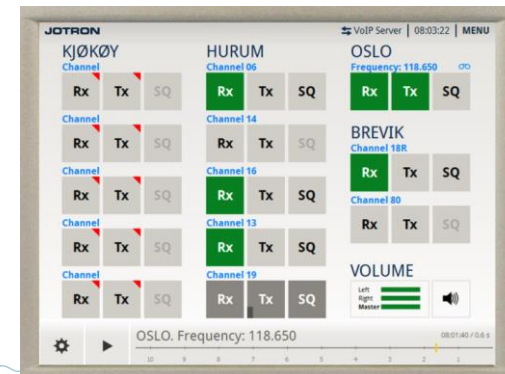 JOTRON
VoIP Server | 08:03:22 | MENU
KJØKØY
Channel
Rx Tx SQ
Channel
Rx Tx SQ
Channel
Rx Tx SQ
Channel
Rx Tx SQ
Channel
Rx Tx SQ
HURUM
Channel 06
Rx Tx SQ
Channel 14
Rx Tx SQ
Channel 16
Rx Tx SQ
Channel 13
Rx Tx SQ
Channel 19
Rx Tx SQ
OSLO
Frequency: 118.650
Rx Tx SQ
BREVIK
Channel 18R
Rx Tx SQ
Channel 80
Rx Tx SQ
VOLUME
Left
Right
Master
OSLO. Frequency: 118.650
08:01:40 / 0.6 s
10 9 8 7 6 5 4 3 2 1